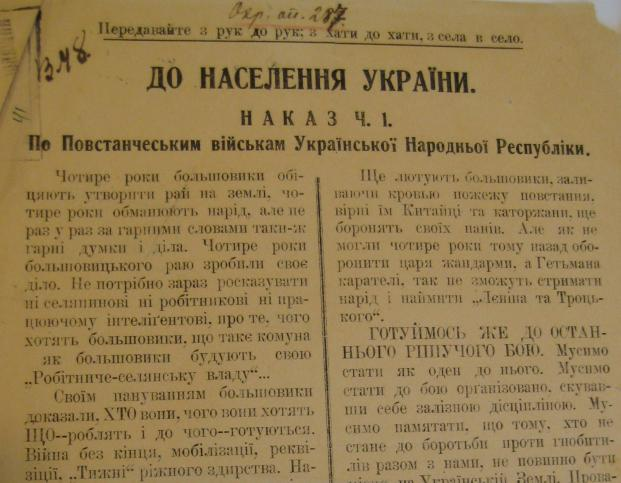 Окр. оп. 287
Передавайте з рук до рук; з хати до хати, з села в село.
ДО НАСЕЛЕННЯ УКРАЇНИ.
НАКАЗ Ч. 1.
По Повстанчеським військам Української Народньої Республіки.
Чотире роки большовики обі-
цяють утворити рай на землі, чо-
тире роки обманюють нарід, але не
раз у раз за гарними словами таки-ж
гарні думки і діла. Чотире роки
большовицького раю зробили своє
діло. Не потрібно зараз росказувати
ні селянинові ні робітникові ні пра-
цюючому інтелігентові, про те, чого
хотять большовики, що таке комуна
як большовики будують свою
„Робітниче-селянську владу“...
Своїм пануванням большовики
доказали, ХТО вони, чого вони хотять
ЩО--роблять і до чого--готуються.
Війна без кінця, мобілізації, рекві-
зіції, „Тижні“ ріжного здирства. На-
Ще лютують большовики, зали-
ваючи кровью пожежу повстання,
вірні їм Китайці та каторжани, ще
боронять своїх панів. Але як не
могли чотире роки тому назад обо-
ронити царя жандарми, а Гетьмана
карателі, так не зможуть стримати
нарід і наймити „Леніна та Троць-
кого“.
ГОТУЙМОСЬ ЖЕ ДО ОСТАН-
НЬОГО РІШУЧОГО БОЮ. Мусимо
стати як оден до нього. Мусимо
стати до бою організовано, скував-
ши себе залізною дісціпліною. Му-
симо памятати, що тому, хто не
стане до боротьби проти гнобите-
лів разом з нами, не повинно бути
на Українській Землі. Прова-